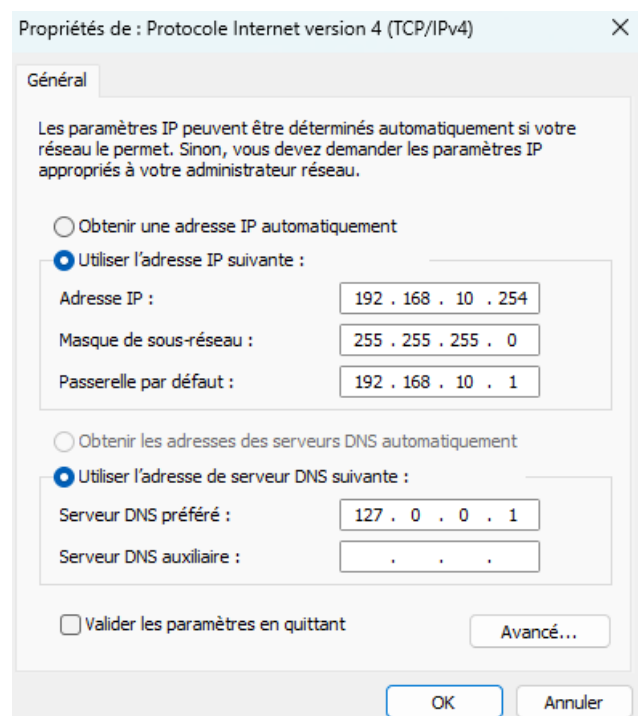 Propriétés de : Protocole Internet version 4 (TCP/IPv4)
Général
Les paramètres IP peuvent être déterminés automatiquement si votre
réseau le permet. Sinon, vous devez demander les paramètres IP
appropriés à votre administrateur réseau.
Obtenir une adresse IP automatiquement
Utiliser l'adresse IP suivante :
Adresse IP : 192 . 168 . 10 . 254
Masque de sous-réseau : 255 . 255 . 255 . 0
Passerelle par défaut : 192 . 168 . 10 . 1
Obtenir les adresses des serveurs DNS automatiquement
Utiliser l'adresse de serveur DNS suivante :
Serveur DNS préféré : 127 . 0 . 0 . 1
Serveur DNS auxiliaire : . . .
Valider les paramètres en quittant Avancé...
OK Annuler